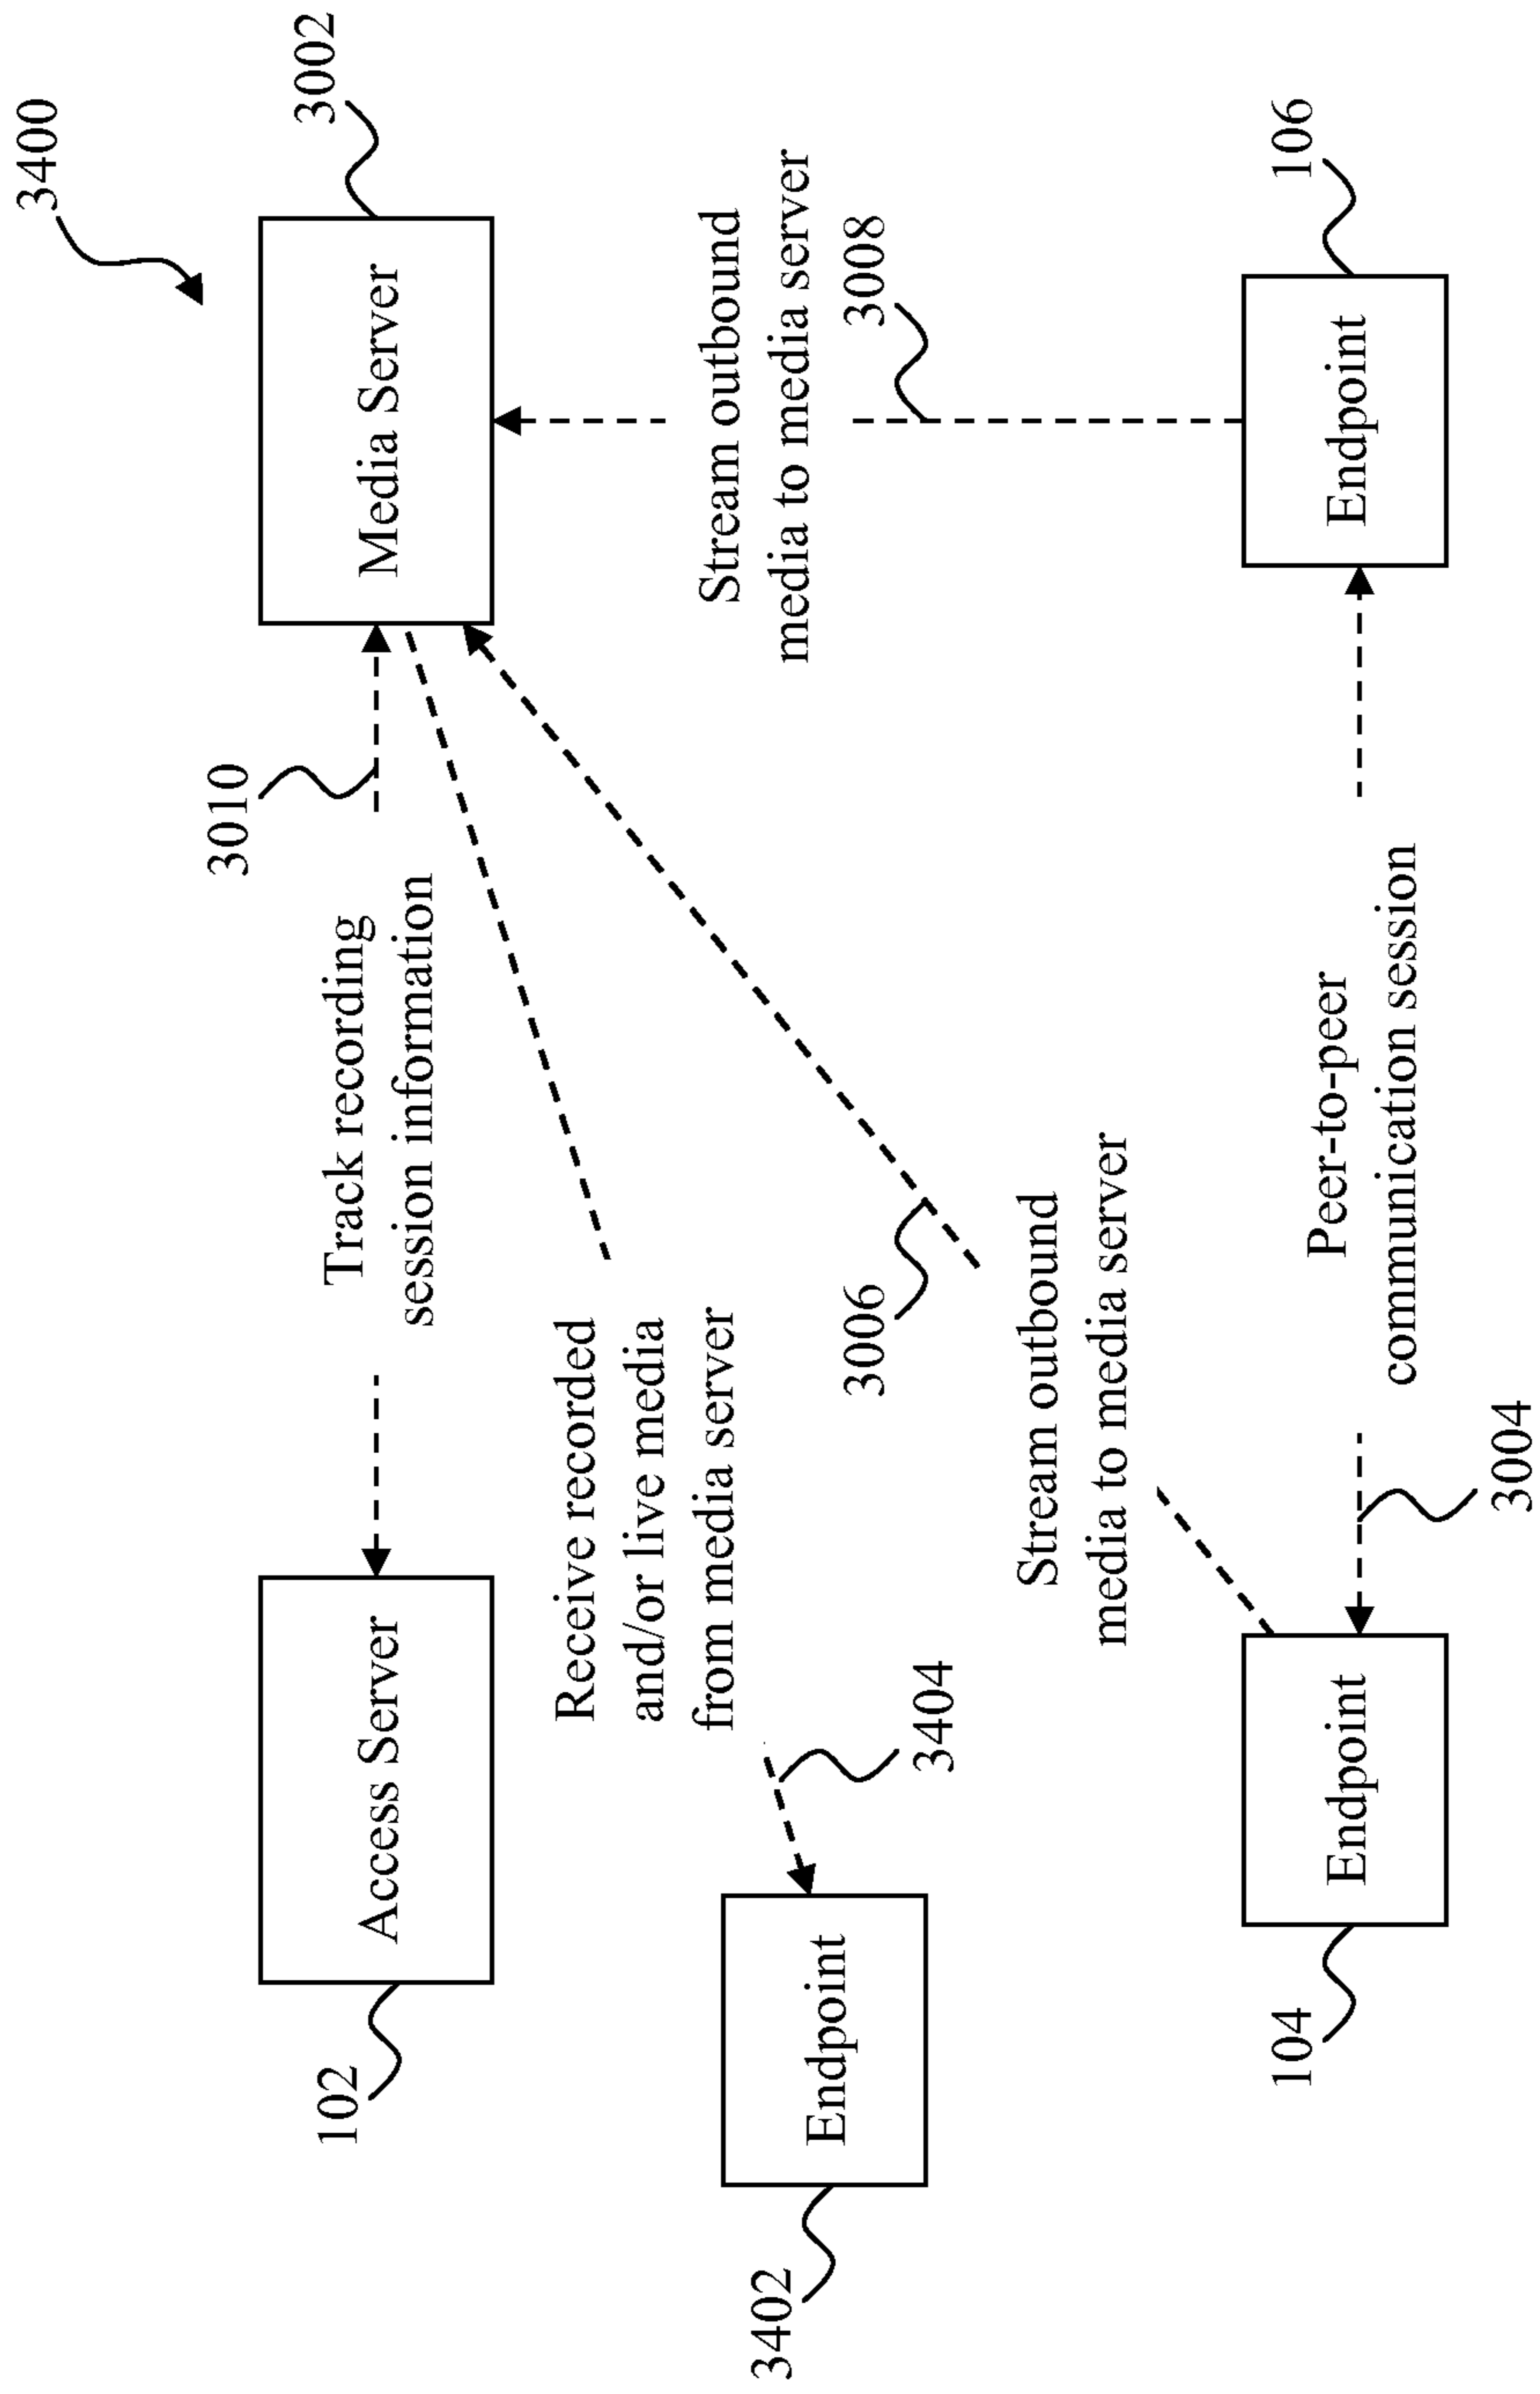 3400
102
Access Server
Track recording
session information
3010
Media Server
3002
Receive recorded
and/or live media
from media server
3402
Endpoint
3404
3006
Stream outbound
media to media server
3008
Stream outbound
media to media server
104
Endpoint
Peer-to-peer
communication session
3004
Endpoint
106